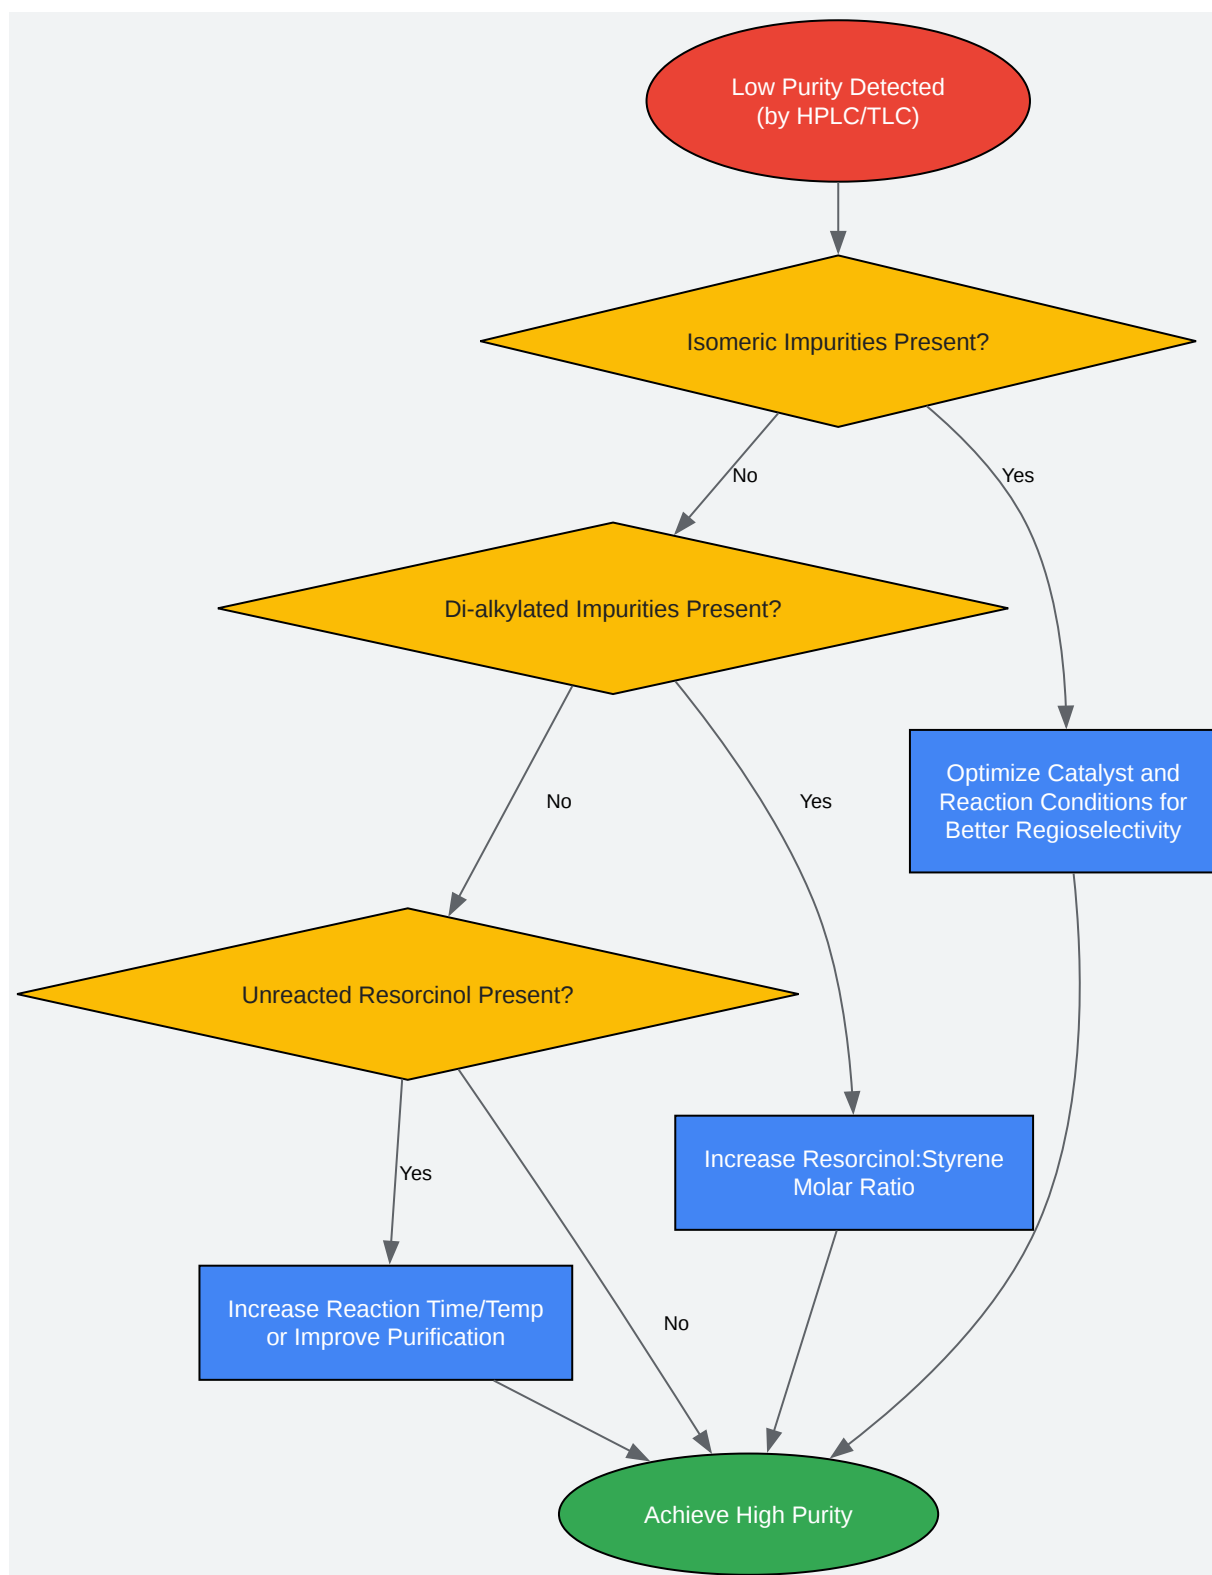 Low Purity Detected
(by HPLC/TLC)
Isomeric Impurities Present?
No
Yes
Di-alkylated Impurities Present?
Optimize Catalyst and
Reaction Conditions for
Better Regioselectivity
No
Yes
Unreacted Resorcinol Present?
Increase Resorcinol:Styrene
Molar Ratio
Yes
Increase Reaction Time/Temp
or Improve Purification
No
Achieve High Purity